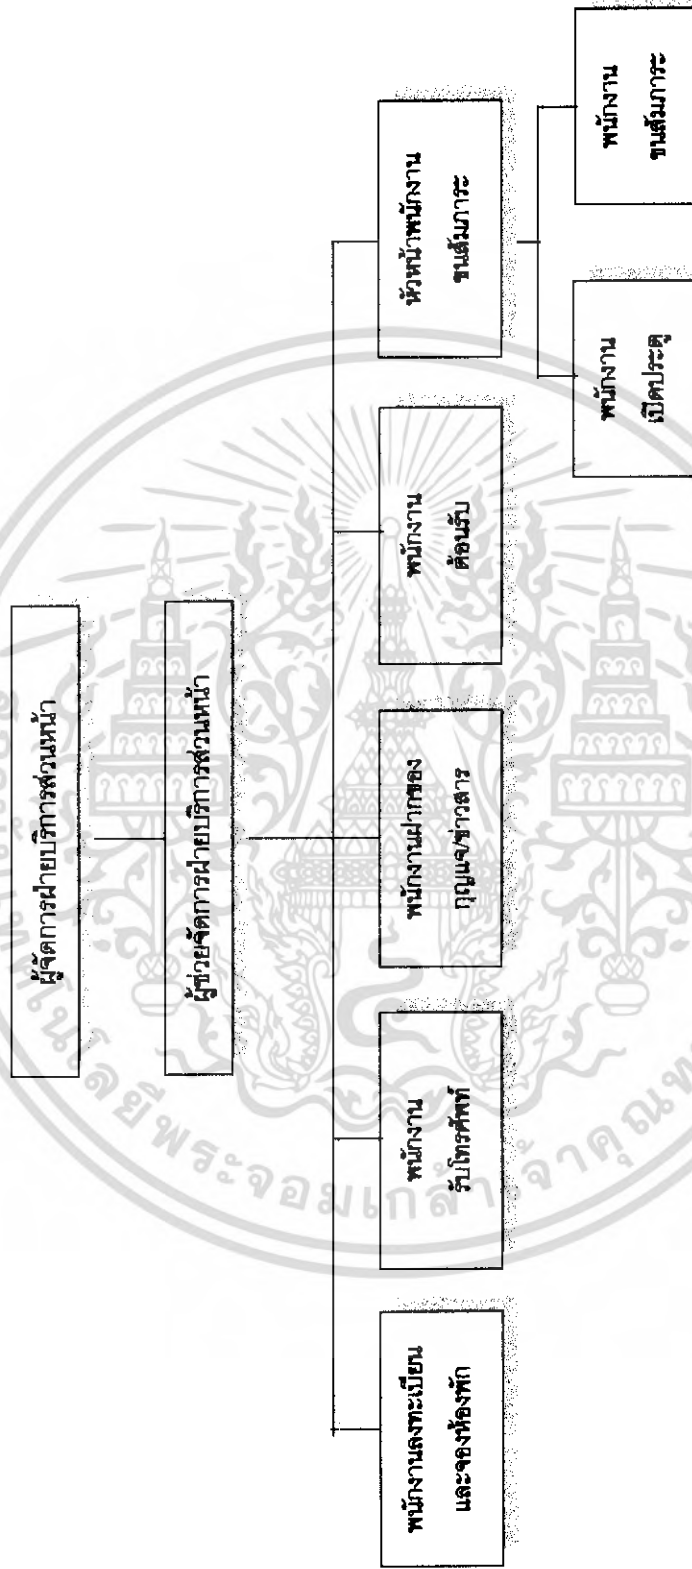 ผู้จัดการฝ่ายบริการส่วนหน้า
ผู้ช่วยจัดการฝ่ายบริการส่วนหน้า
พนักงานลงทะเบียน
และจองห้องพัก
พนักงาน
รับโทรศัพท์
พนักงานฝากของ
กุญแจ/ข่าวสาร
พนักงาน
ต้อนรับ
หัวหน้าพนักงาน
ขนสัมภาระ
พนักงาน
เปิดประตู
พนักงาน
ขนสัมภาระ